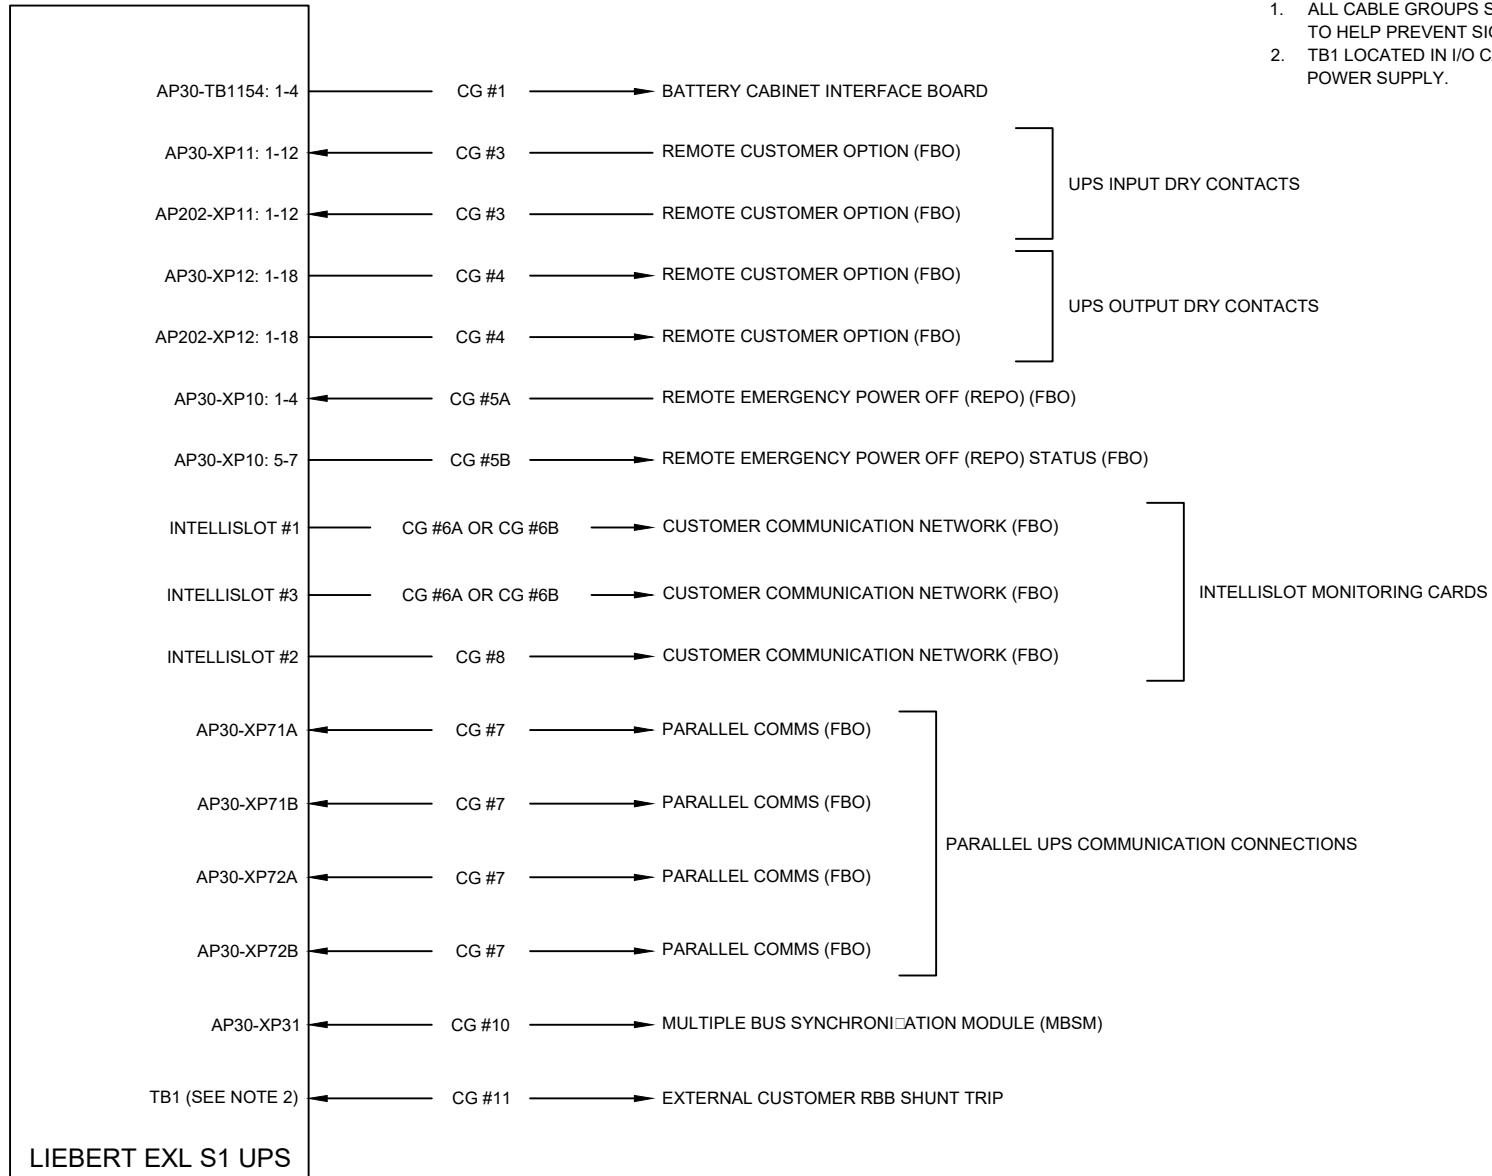 1. ALL CABLE GROUPS S
TO HELP PREVENT SIG
2. TB1 LOCATED IN I/O CA
POWER SUPPLY.
AP30-TB1154: 1-4 CG #1 BATTERY CABINET INTERFACE BOARD
AP30-XP11: 1-12 CG #3 REMOTE CUSTOMER OPTION (FBO)
UPS INPUT DRY CONTACTS
AP202-XP11: 1-12 CG #3 REMOTE CUSTOMER OPTION (FBO)
AP30-XP12: 1-18 CG #4 REMOTE CUSTOMER OPTION (FBO)
UPS OUTPUT DRY CONTACTS
AP202-XP12: 1-18 CG #4 REMOTE CUSTOMER OPTION (FBO)
AP30-XP10: 1-4 CG #5A REMOTE EMERGENCY POWER OFF (REPO) (FBO)
AP30-XP10: 5-7 CG #5B REMOTE EMERGENCY POWER OFF (REPO) STATUS (FBO)
INTELLISLOT #1 CG #6A OR CG #6B CUSTOMER COMMUNICATION NETWORK (FBO)
INTELLISLOT #3 CG #6A OR CG #6B CUSTOMER COMMUNICATION NETWORK (FBO) INTELLISLOT MONITORING CARDS
INTELLISLOT #2 CG #8 CUSTOMER COMMUNICATION NETWORK (FBO)
AP30-XP71A CG #7 PARALLEL COMMS (FBO)
AP30-XP71B CG #7 PARALLEL COMMS (FBO)
PARALLEL UPS COMMUNICATION CONNECTIONS
AP30-XP72A CG #7 PARALLEL COMMS (FBO)
AP30-XP72B CG #7 PARALLEL COMMS (FBO)
AP30-XP31 CG #10 MULTIPLE BUS SYNCHRONI□ATION MODULE (MBSM)
TB1 (SEE NOTE 2) CG #11 EXTERNAL CUSTOMER RBB SHUNT TRIP
LIEBERT EXL S1 UPS